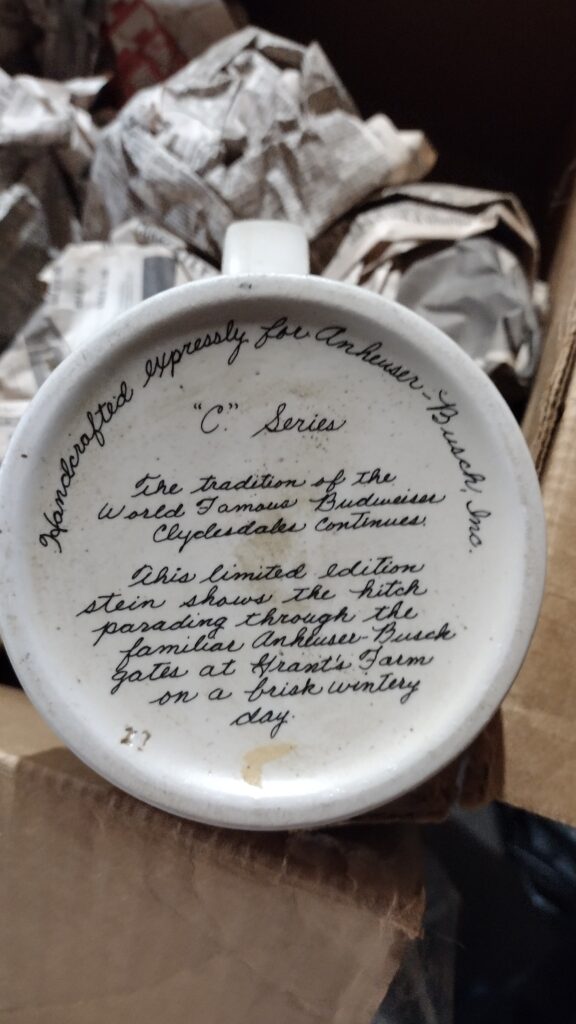 Handcrafted expressly for Anheuser-Busch, Inc.
"C." Series
The tradition of the
World Famous Budweiser
Clydesdales continues.
This limited edition
stein shows the hitch
parading through the
familiar Anheuser-Busch
gates at Grant's Farm
on a brisk wintery
day.
27